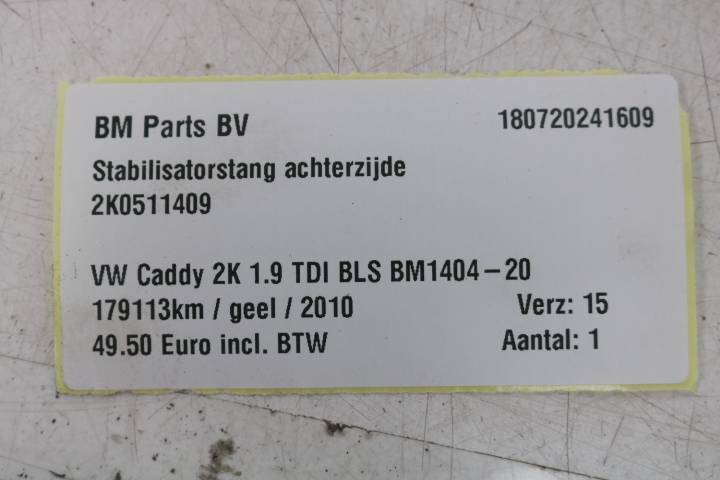 BM Parts BV 180720241609
Stabilisatorstang achterzijde
2K0511409
VW Caddy 2K 1.9 TDI BLS BM1404-20
179113km / geel / 2010 Verz: 15
49.50 Euro incl. BTW Aantal: 1